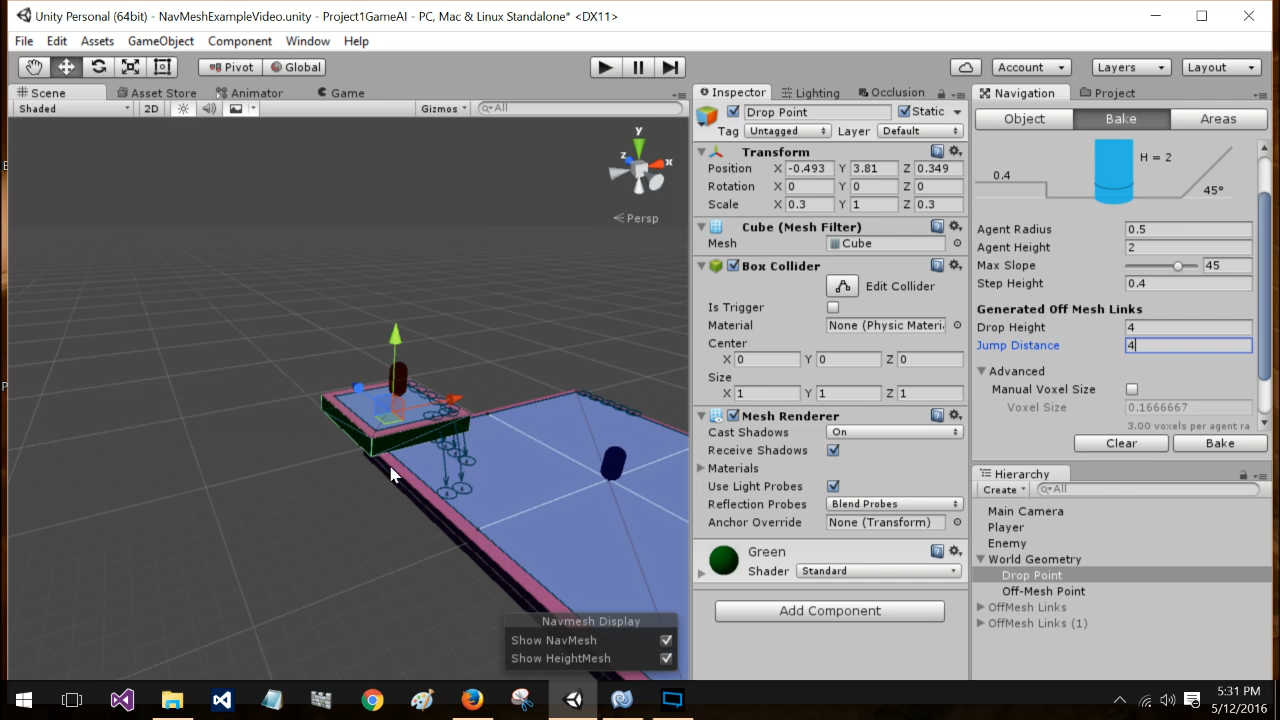 Unity Personal (64bit) - NavMeshExampleVideo.unity - Project1GameAI - PC, Mac & Linux Standalone* <DX11>
File Edit Assets GameObject Component Window Help
Pivot Global Account Layers Layout
Scene Asset Store Animator Game
Shaded 2D Gizmos All
y
z x
Persp
Navmesh Display
Show NavMesh
Show HeightMesh
Inspector Lighting Occlusion
Drop Point Static
Tag Untagged Layer Default
Transform
Position X -0.493 Y 3.81 Z 0.349
Rotation X 0 Y 0 Z 0
Scale X 0.3 Y 1 Z 0.3
Cube (Mesh Filter)
Mesh Cube
Box Collider
Edit Collider
Is Trigger
Material None (Physic Materi
Center
X 0 Y 0 Z 0
Size
X 1 Y 1 Z 1
Mesh Renderer
Cast Shadows On
Receive Shadows
Materials
Use Light Probes
Reflection Probes Blend Probes
Anchor Override None (Transform)
Green
Shader Standard
Add Component
Navigation Project
Object Bake Areas
H = 2
0.4
45°
Agent Radius 0.5
Agent Height 2
Max Slope 45
Step Height 0.4
Generated Off Mesh Links
Drop Height 4
Jump Distance 4
Advanced
Manual Voxel Size
Voxel Size 0.1666667
3.00 voxels per agent ra
Clear Bake
Hierarchy
Create All
Main Camera
Player
Enemy
World Geometry
Drop Point
Off-Mesh Point
OffMesh Links
OffMesh Links (1)
5:31 PM
5/12/2016